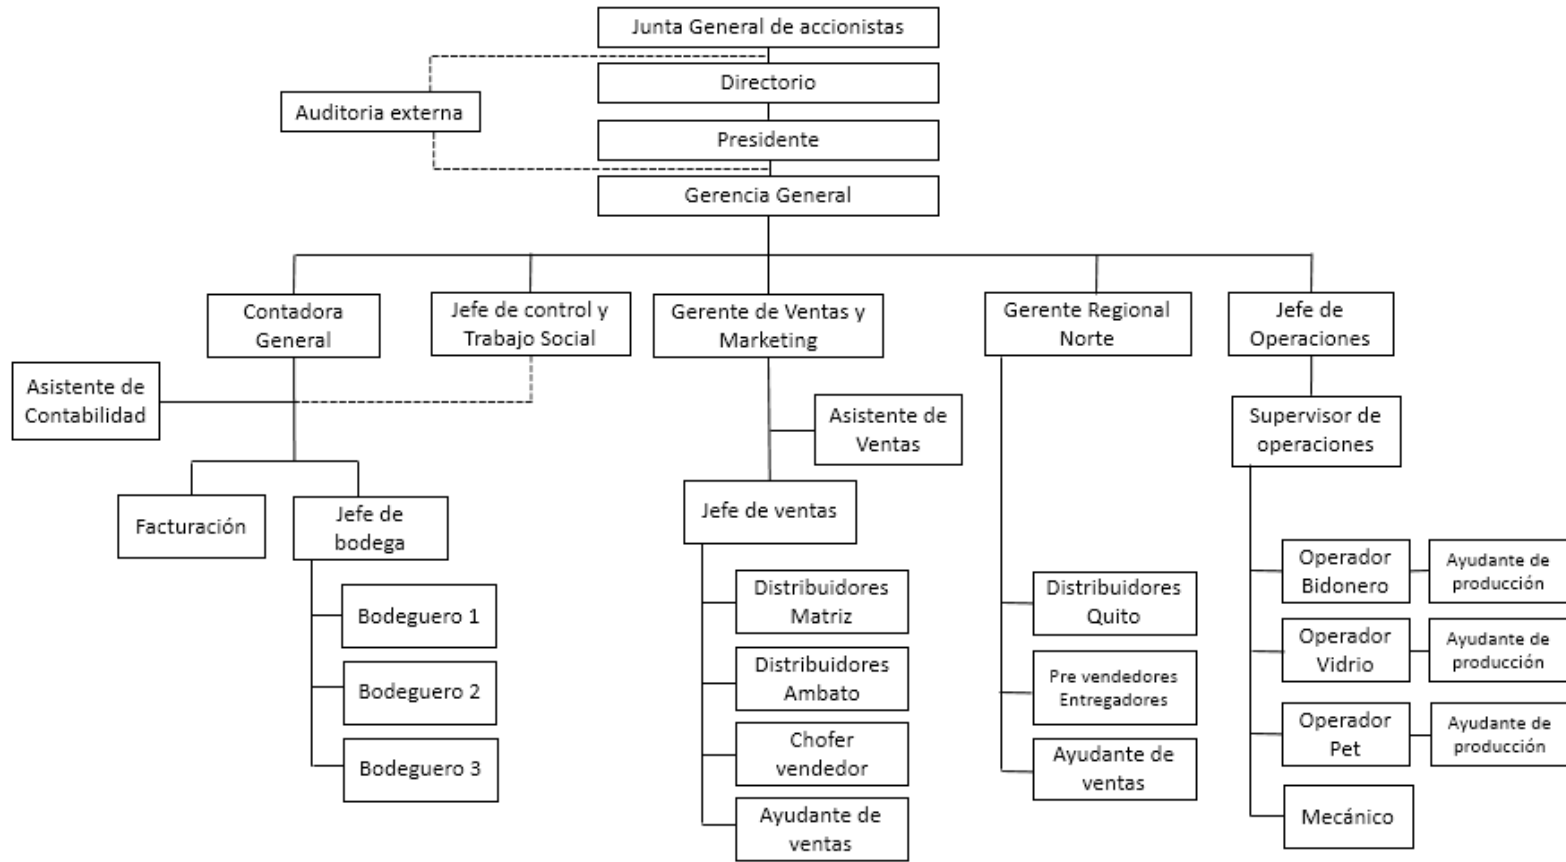 Junta General de accionistas
Directorio
Auditoria externa
Presidente
Gerencia General
Contadora
General
Jefe de control y
Trabajo Social
Gerente de Ventas y
Marketing
Gerente Regional
Norte
Jefe de
Operaciones
Asistente de
Contabilidad
Asistente de
Ventas
Supervisor de
operaciones
Facturación
Jefe de
bodega
Jefe de ventas
Bodeguero 1
Bodeguero 2
Bodeguero 3
Distribuidores
Matriz
Distribuidores
Ambato
Chofer
vendedor
Ayudante de
ventas
Distribuidores
Quito
Pre vendedores
Entregadores
Ayudante de
ventas
Operador
Bidonero
Ayudante de
producción
Operador
Vidrio
Ayudante de
producción
Operador
Pet
Ayudante de
producción
Mecánico